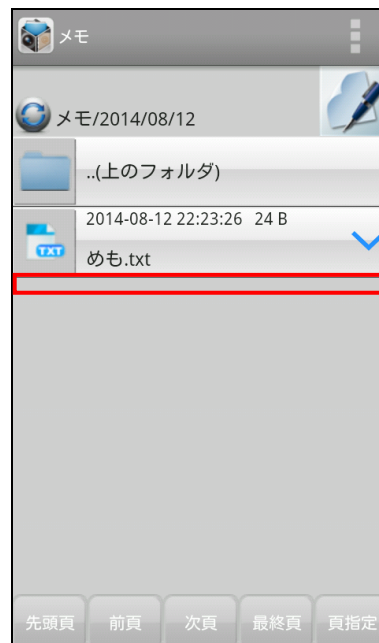 メモ
メモ/2014/08/12
..(上のフォルダ)
2014-08-12 22:23:26 24 B
TXT
めも.txt
先頭頁 前頁 次頁 最終頁 頁指定